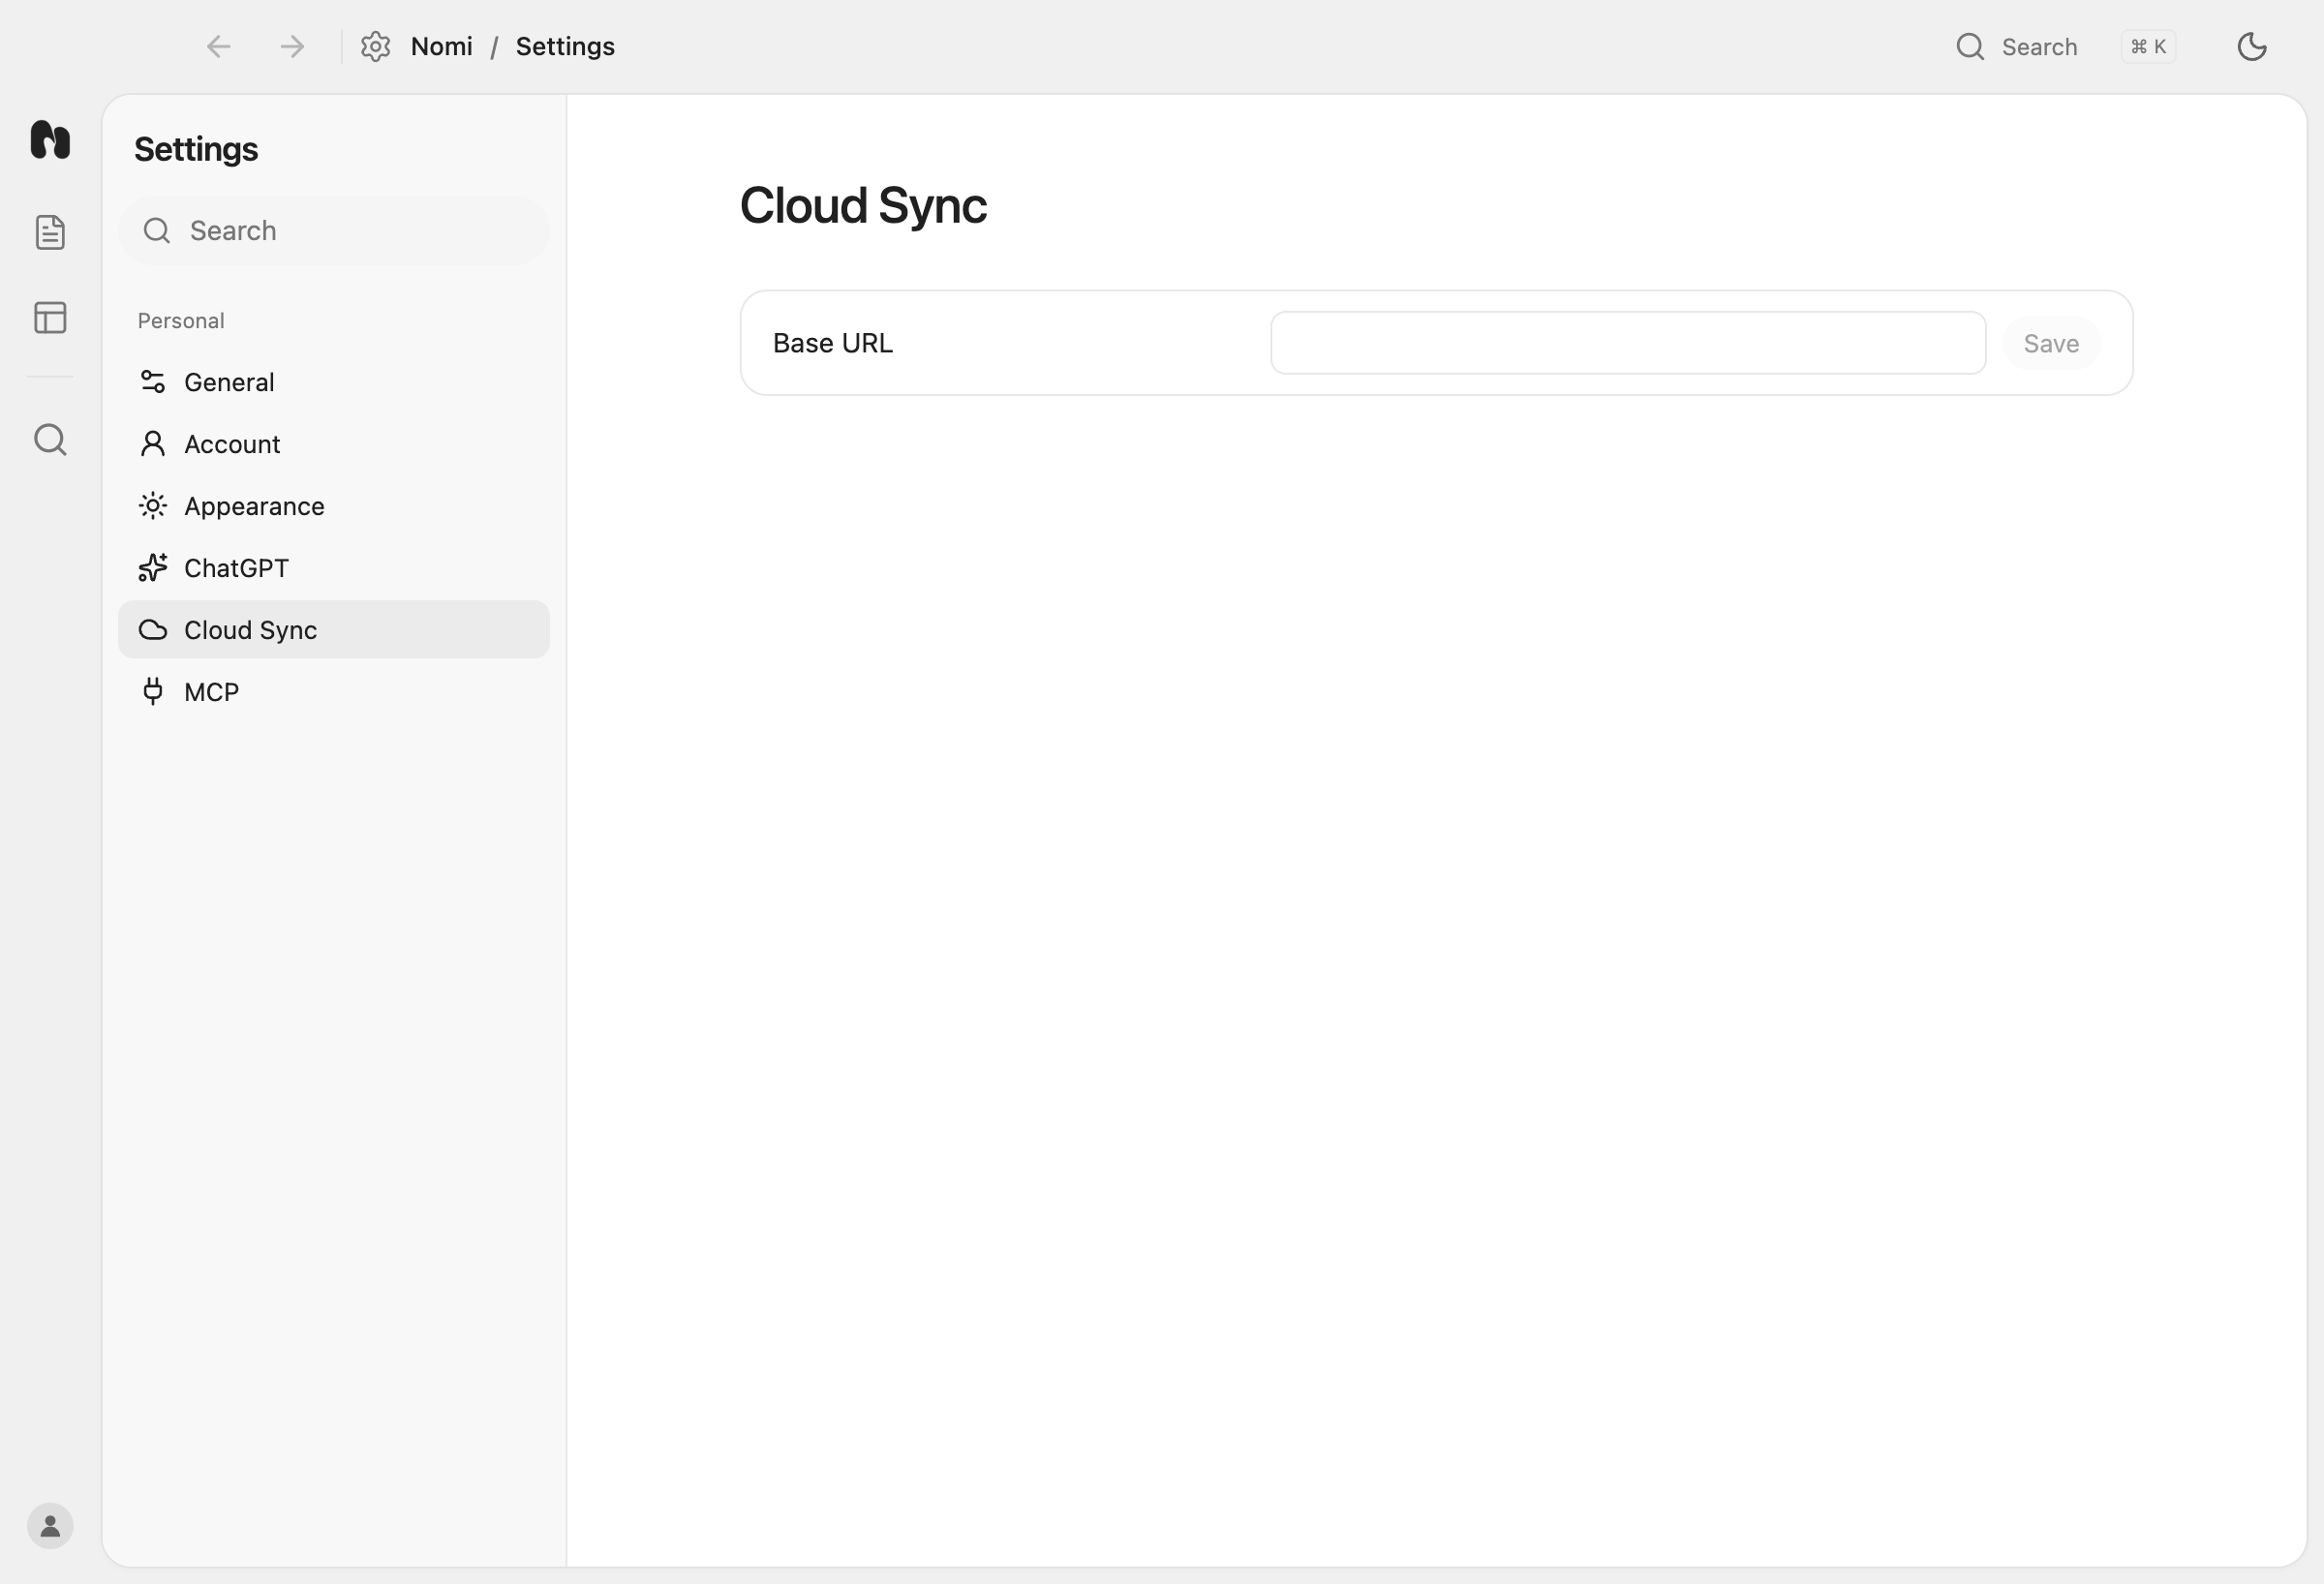 Nomi / Settings
Search ⌘ K
Settings
Search
Personal
General
Account
Appearance
ChatGPT
Cloud Sync
MCP
Cloud Sync
Base URL
Save